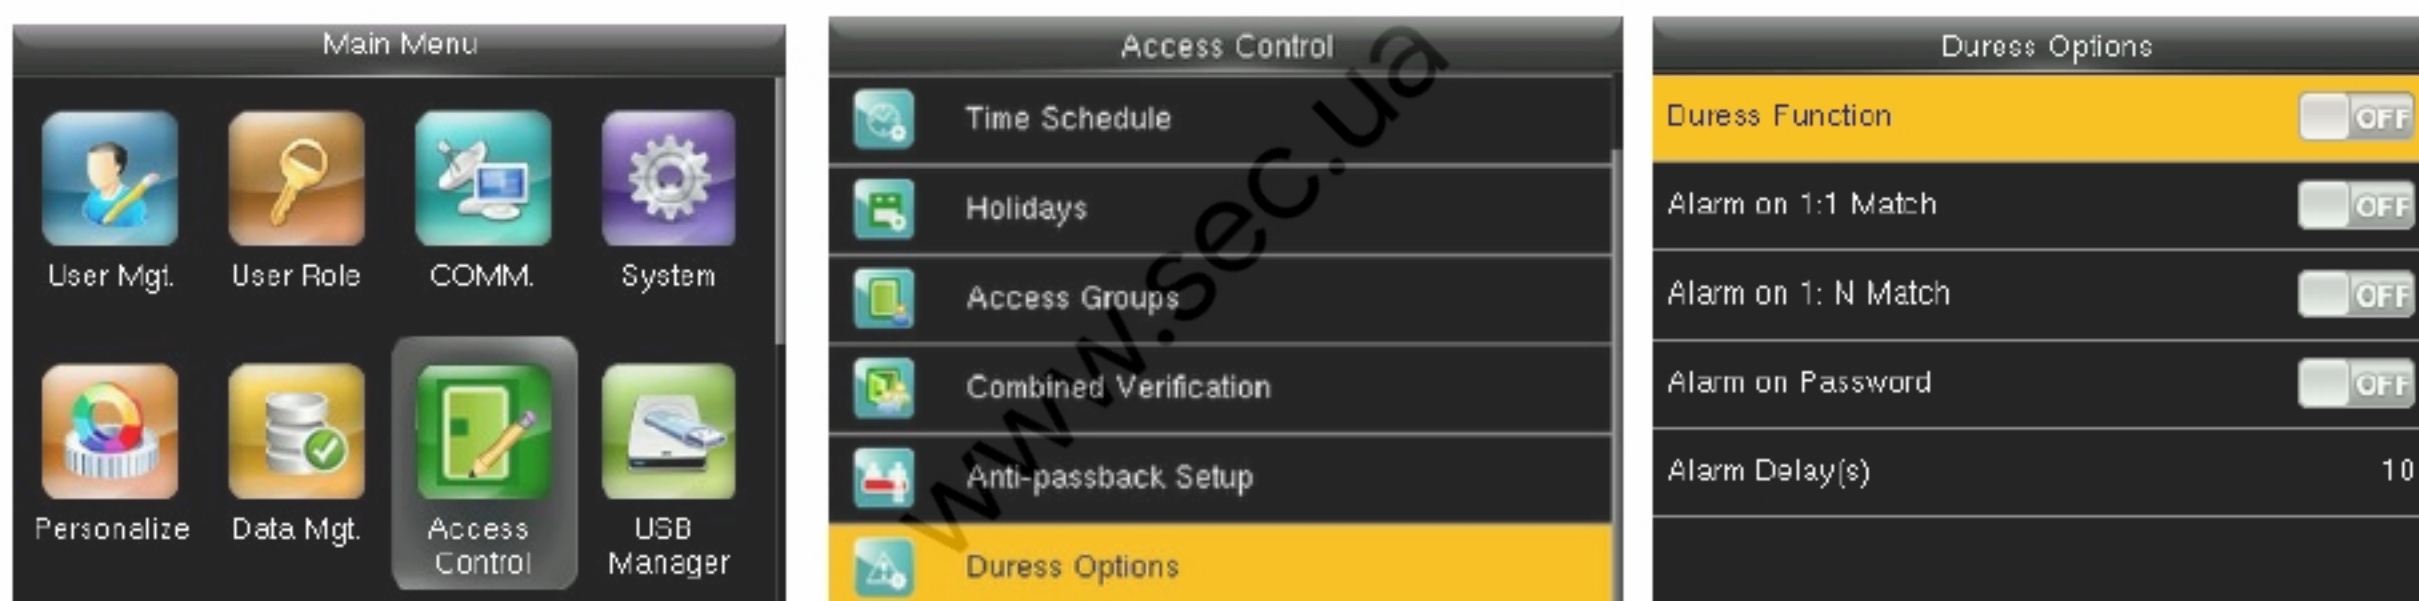 Main Menu
User Mgt.
User Role
COMM.
System
Personalize
Data Mgt.
Access
Control
USB
Manager
Access Control
Time Schedule
Holidays
Access Groups
Combined Verification
Anti-passback Setup
Duress Options
www.sec.ua
Duress Options
Duress Function OFF
Alarm on 1:1 Match OFF
Alarm on 1: N Match OFF
Alarm on Password OFF
Alarm Delay(s) 10